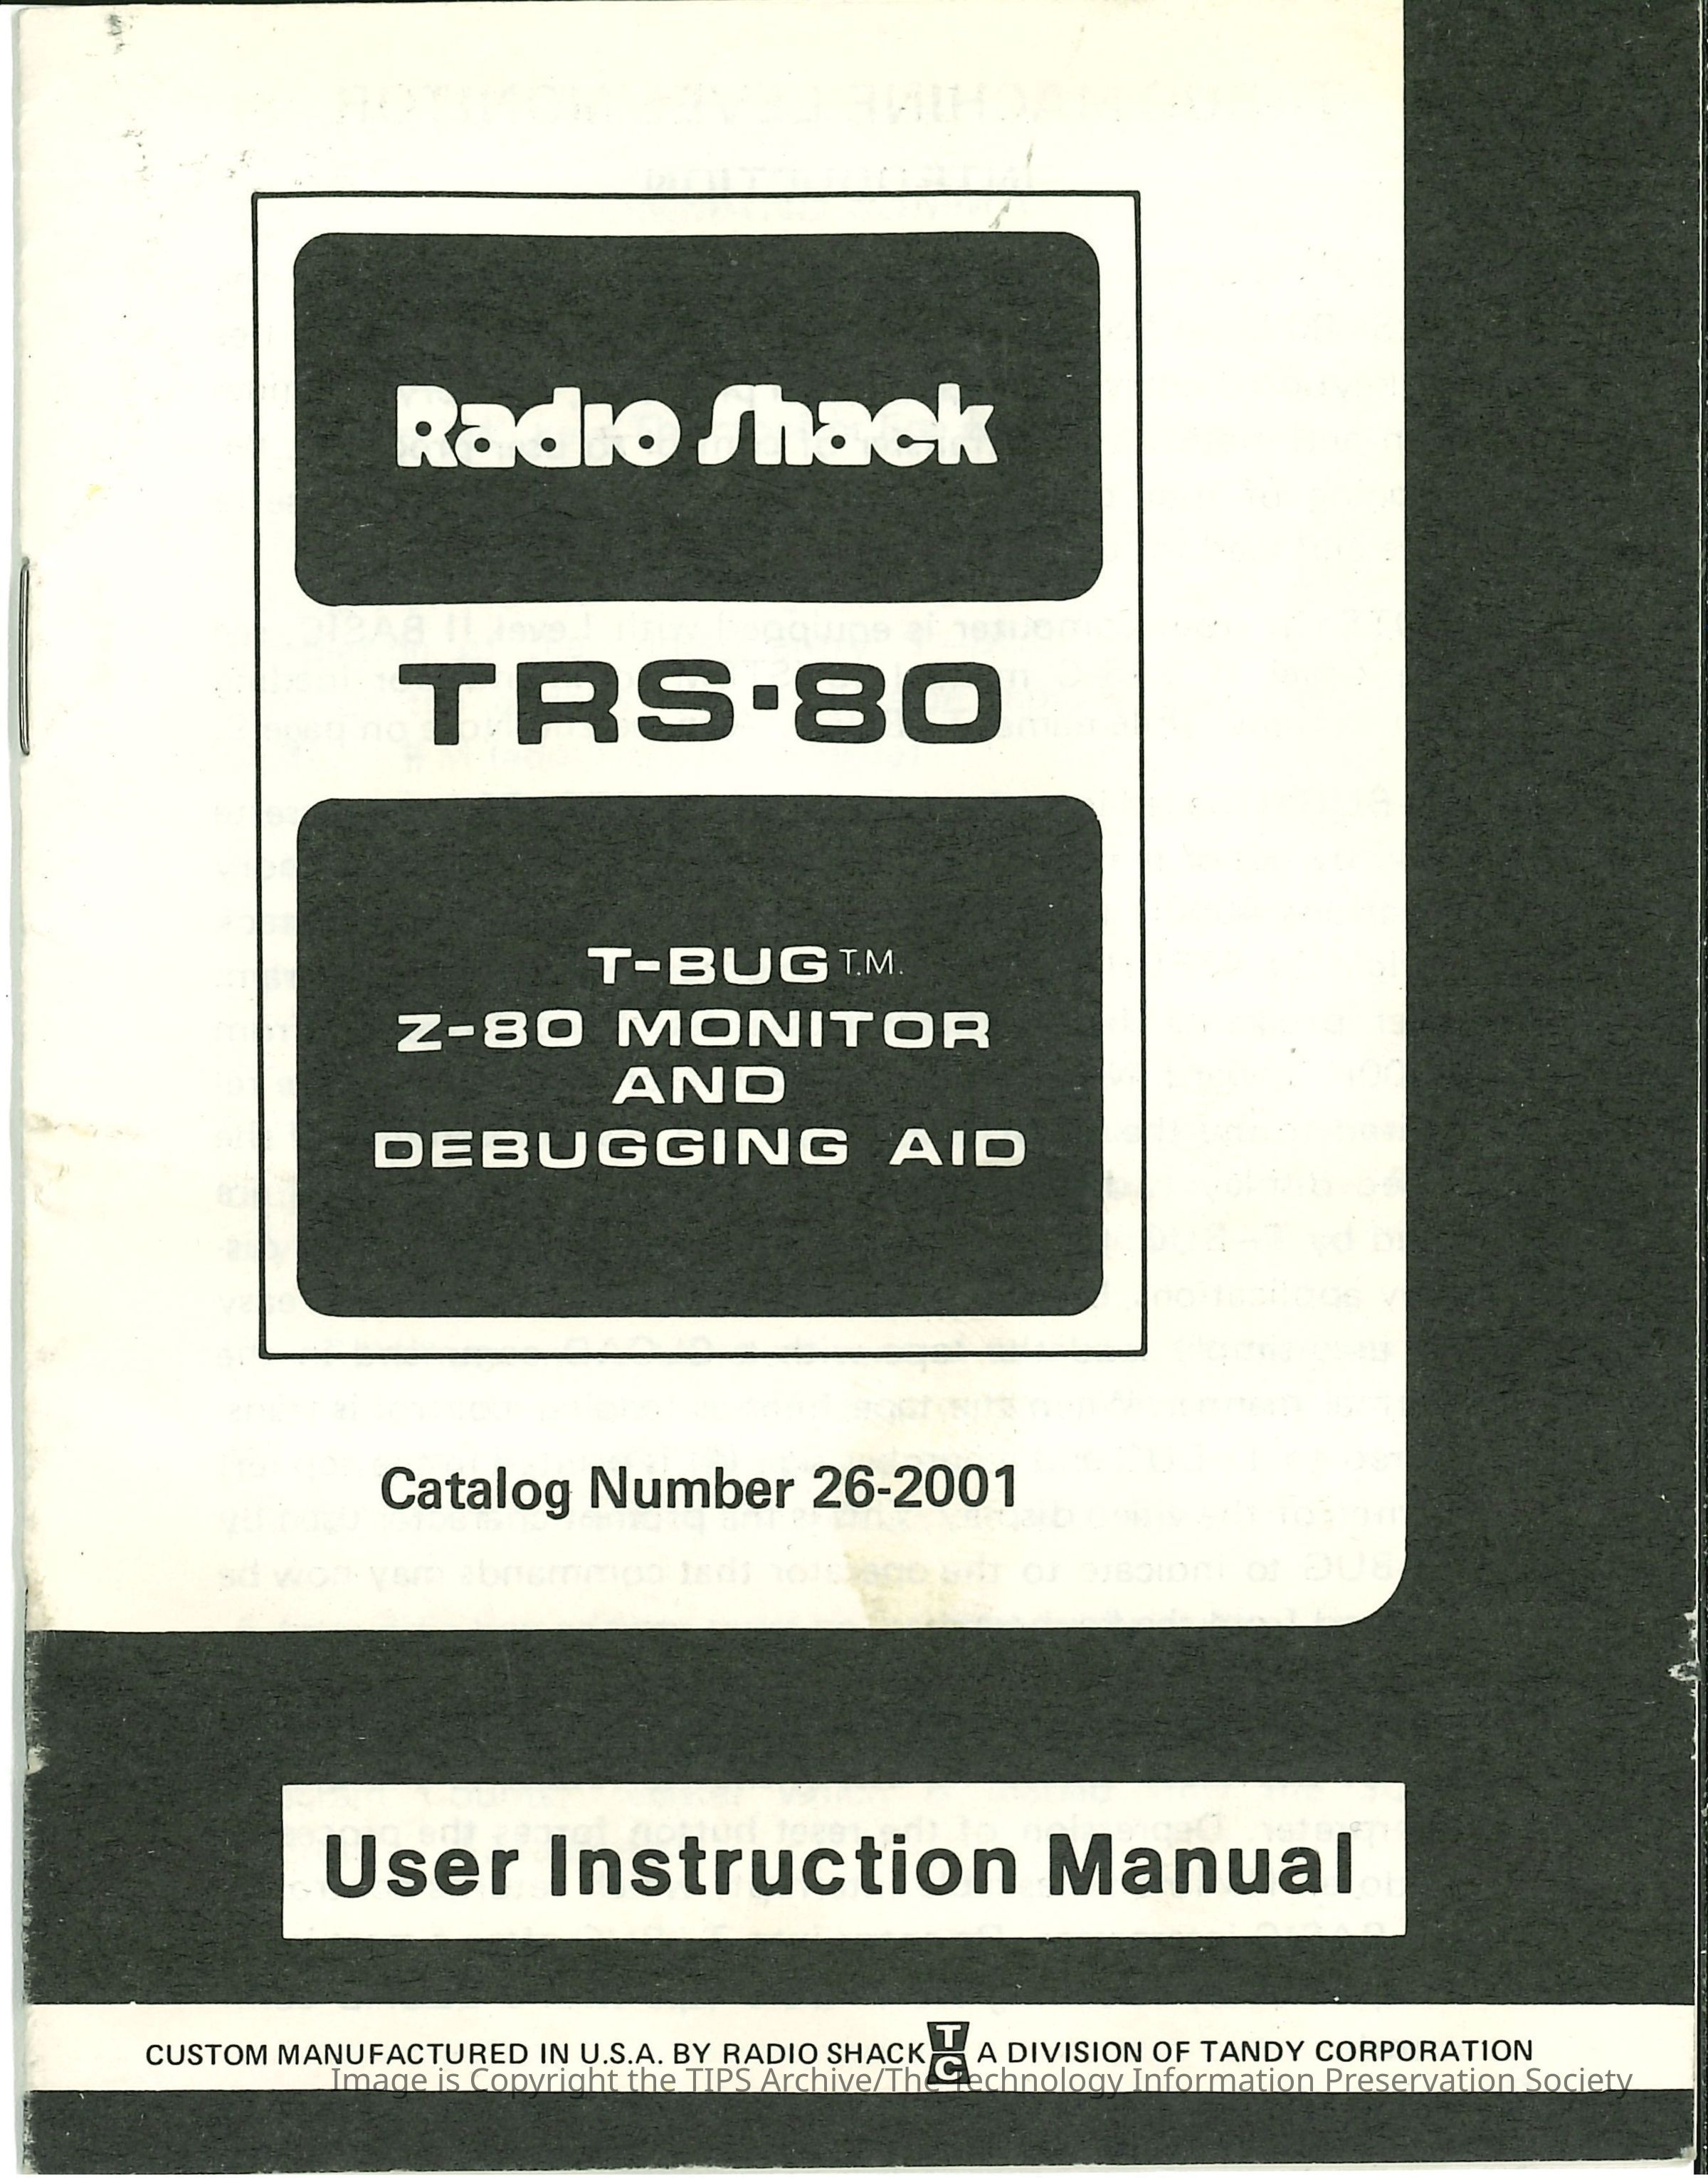 Radio Shack
TRS-80
T-BUG T.M.
Z-80 MONITOR
AND
DEBUGGING AID
Catalog Number 26-2001
User Instruction Manual
CUSTOM MANUFACTURED IN U.S.A. BY RADIO SHACK TC A DIVISION OF TANDY CORPORATION
Image is Copyright the TIPS Archive/The Technology Information Preservation Society